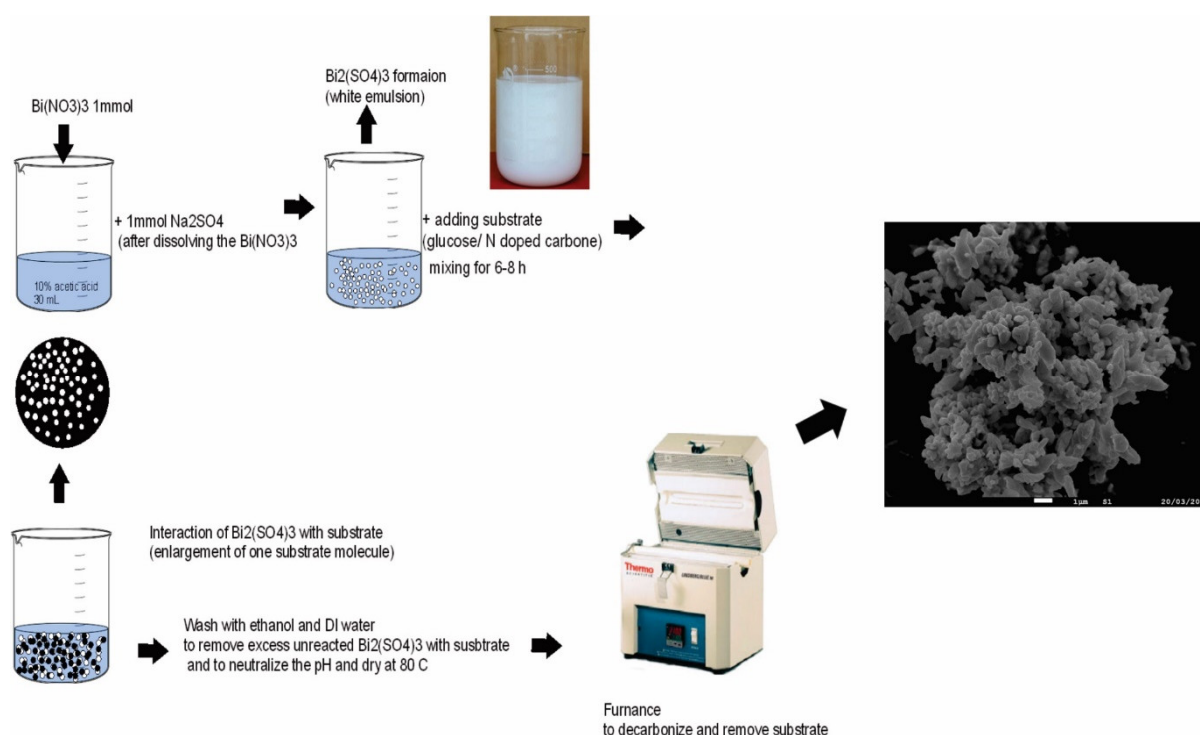 Bi(NO3)3 1mmol
+ 1mmol Na2SO4
(after dissolving the Bi(NO3)3
10% acetic acid
30 mL
Bi2(SO4)3 formaion
(white emulsion)
500
+ adding substrate
(glucose/ N doped carbone)
mixing for 6-8 h
Interaction of Bi2(SO4)3 with substrate
(enlargement of one substrate molecule)
Wash with ethanol and DI water
to remove excess unreacted Bi2(SO4)3 with susbtrate
and to neutralize the pH and dry at 80 C
Thermo
SCIENTIFIC
Furnance
to decarbonize and remove substrate
1μm S1 20/03/20